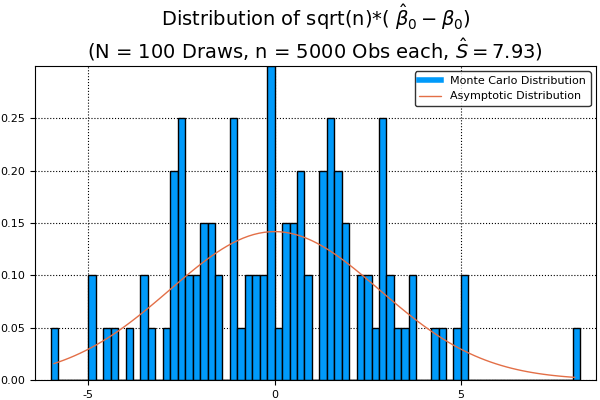 Distribution of sqrt(n)*( β̂₀ − β₀)
(N = 100 Draws, n = 5000 Obs each, Ŝ = 7.93)
Monte Carlo Distribution
Asymptotic Distribution
0.25
0.20
0.15
0.10
0.05
0.00
-5 0 5